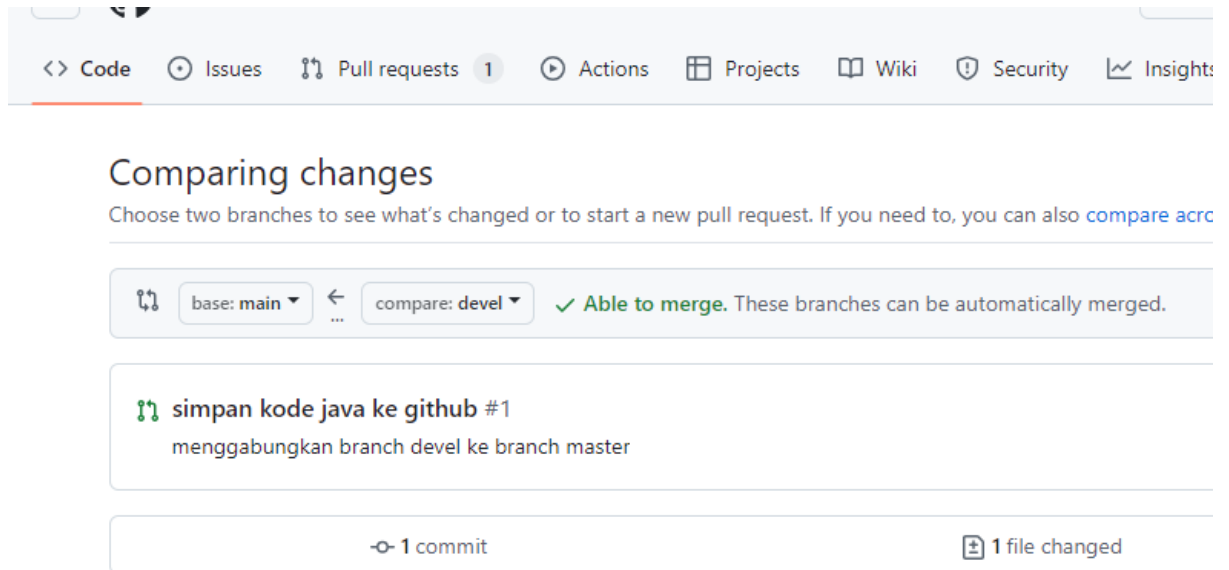 <> Code Issues Pull requests 1 Actions Projects Wiki Security Insights
Comparing changes
Choose two branches to see what's changed or to start a new pull request. If you need to, you can also compare acro
base: main ← compare: devel ✓ Able to merge. These branches can be automatically merged.
...
simpan kode java ke github #1
menggabungkan branch devel ke branch master
1 commit 1 file changed